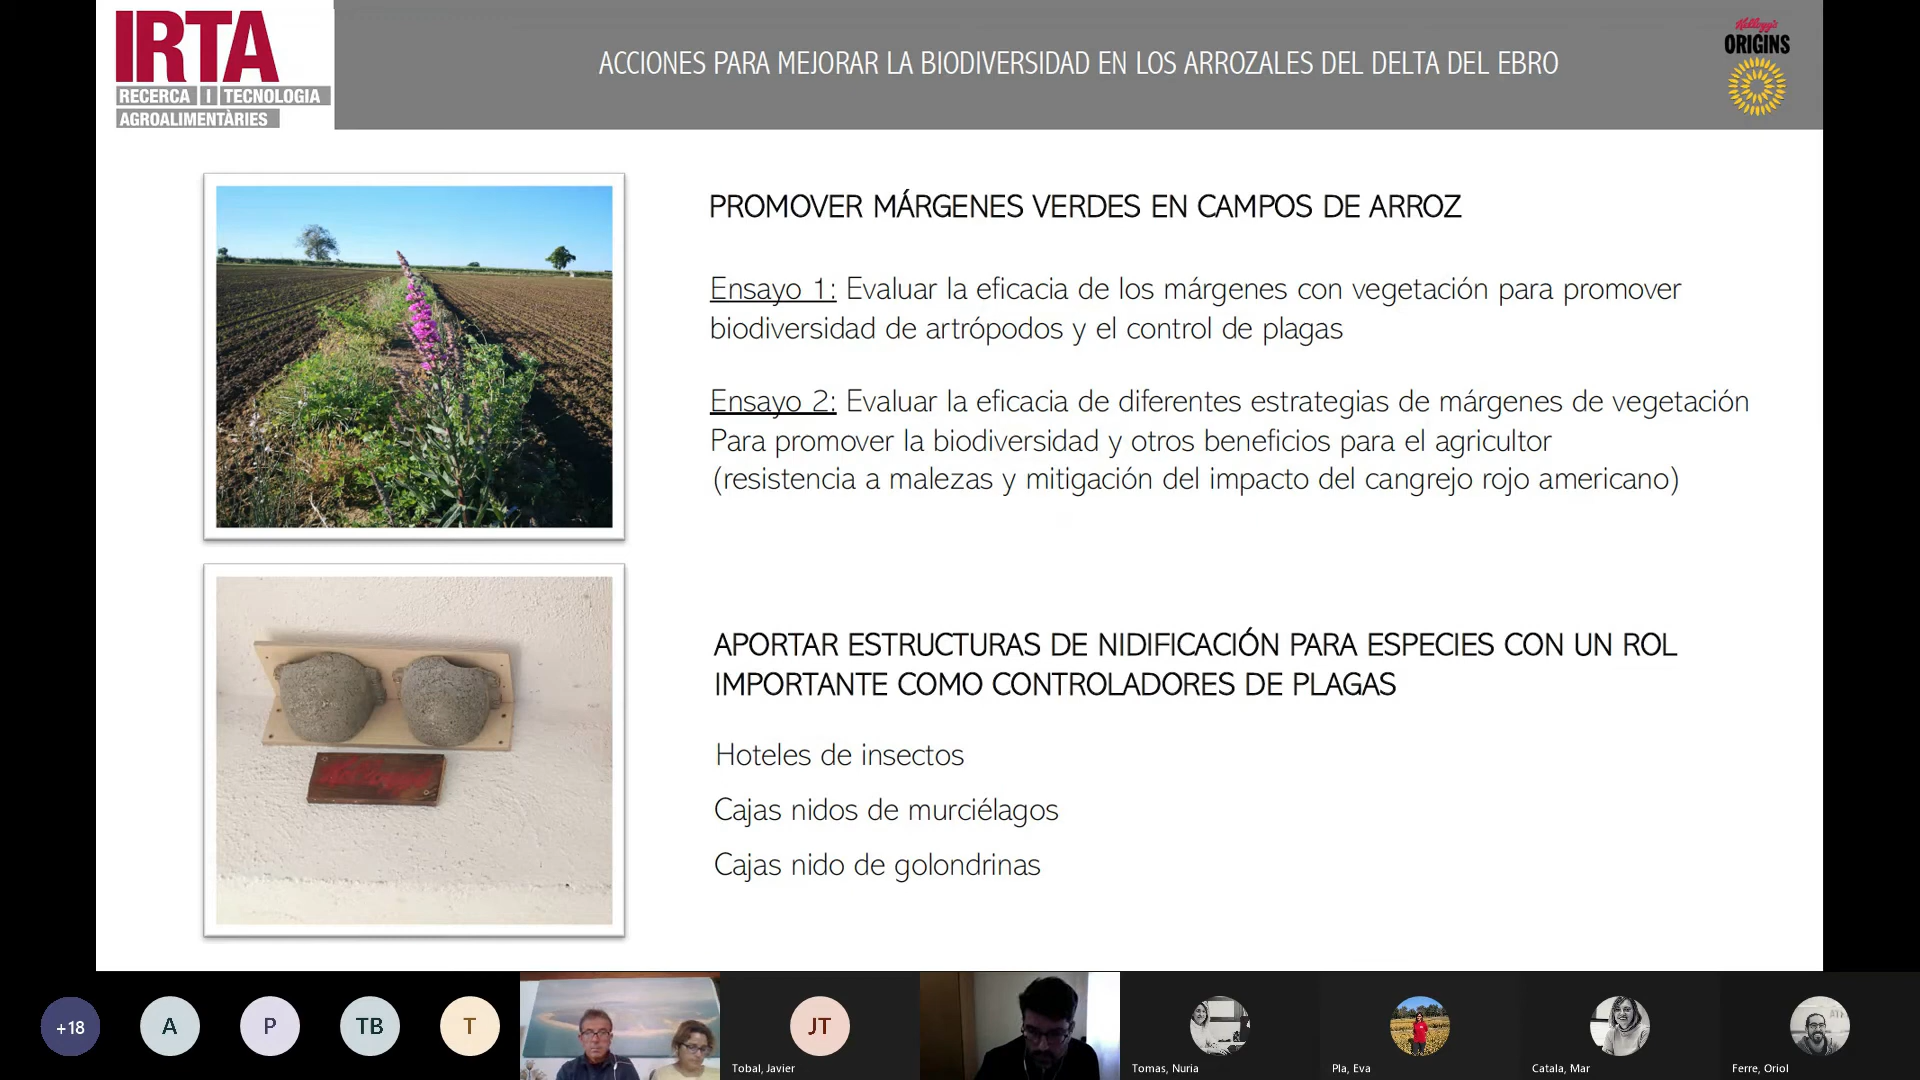 IRTA
RECERCA I TECNOLOGIA
AGROALIMENTÀRIES
ACCIONES PARA MEJORAR LA BIODIVERSIDAD EN LOS ARROZALES DEL DELTA DEL EBRO
Kellogg's
ORIGINS
PROMOVER MÁRGENES VERDES EN CAMPOS DE ARROZ
Ensayo 1: Evaluar la eficacia de los márgenes con vegetación para promover
biodiversidad de artrópodos y el control de plagas
Ensayo 2: Evaluar la eficacia de diferentes estrategias de márgenes de vegetación
Para promover la biodiversidad y otros beneficios para el agricultor
(resistencia a malezas y mitigación del impacto del cangrejo rojo americano)
Kellogg's
APORTAR ESTRUCTURAS DE NIDIFICACIÓN PARA ESPECIES CON UN ROL
IMPORTANTE COMO CONTROLADORES DE PLAGAS
Hoteles de insectos
Cajas nidos de murciélagos
Cajas nido de golondrinas
+18
A
P
TB
T
JT
Tobal, Javier
Tomas, Nuria
Pla, Eva
Catala, Mar
Ferre, Oriol